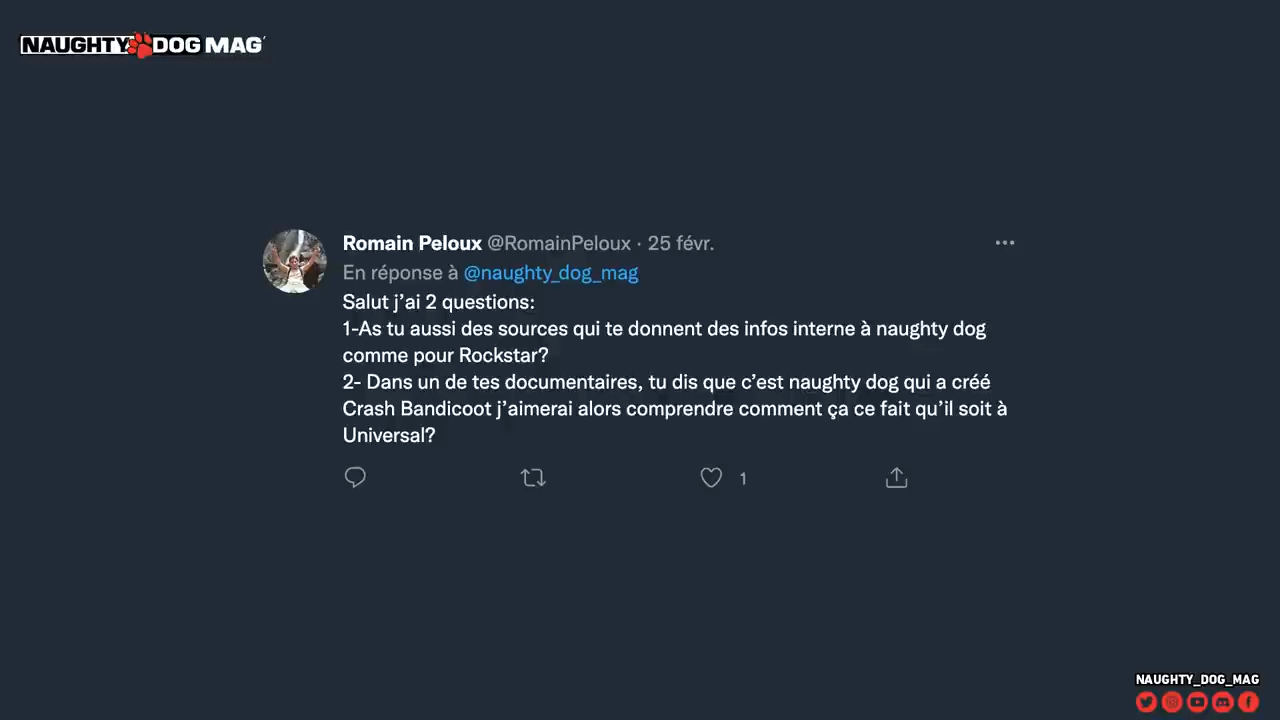 NAUGHTY DOG MAG
Romain Peloux @RomainPeloux · 25 févr.
En réponse à @naughty_dog_mag
Salut j’ai 2 questions:
1-As tu aussi des sources qui te donnent des infos interne à naughty dog
comme pour Rockstar?
2- Dans un de tes documentaires, tu dis que c’est naughty dog qui a créé
Crash Bandicoot j’aimerai alors comprendre comment ça ce fait qu’il soit à
Universal?
1
NAUGHTY_DOG_MAG